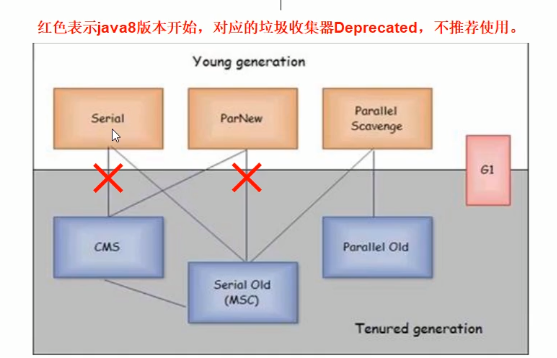 红色表示java8版本开始，对应的垃圾收集器Deprecated，不推荐使用。
Young generation
Serial
ParNew
Parallel
Scavenge
G1
CMS
Serial Old
(MSC)
Parallel Old
Tenured generation